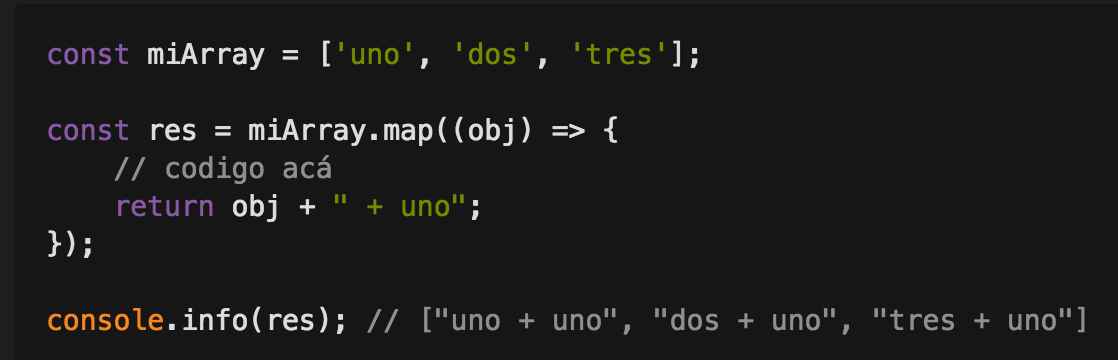 const miArray = ['uno', 'dos', 'tres'];
const res = miArray.map((obj) => {
// codigo acá
return obj + " + uno";
});
console.info(res); // ["uno + uno", "dos + uno", "tres + uno"]